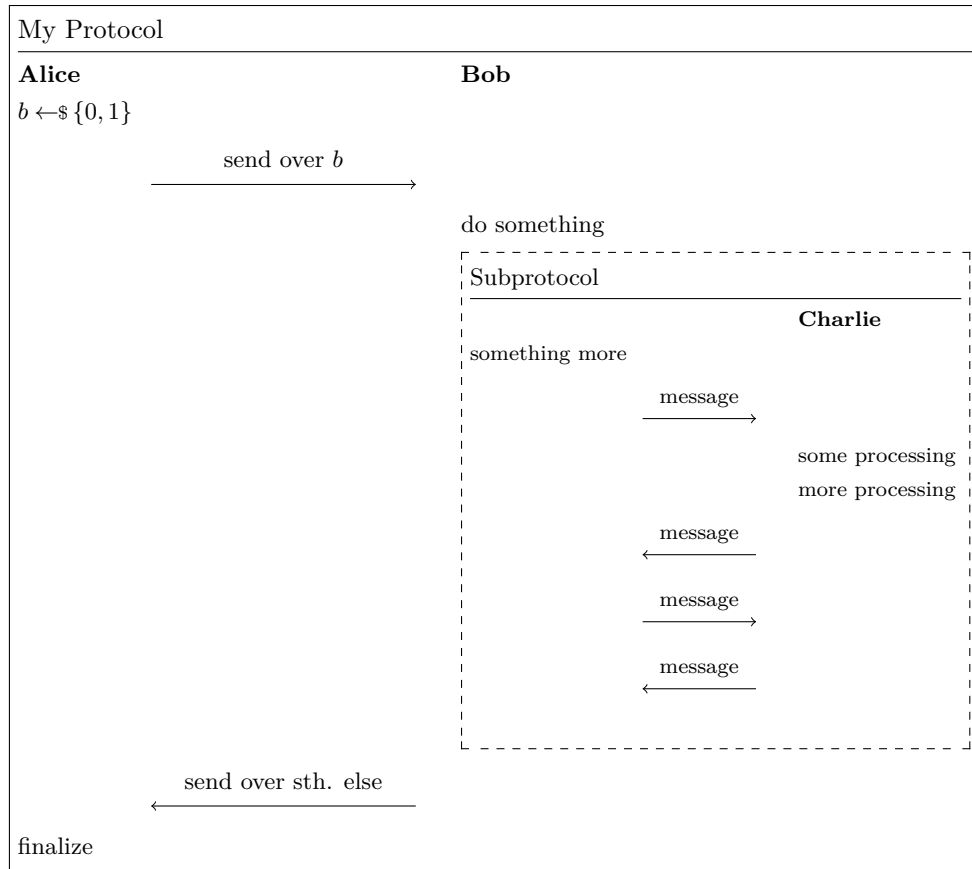 My Protocol
Alice Bob
b ←$ {0, 1}
send over b
do something
Subprotocol
Charlie
something more
message
some processing
more processing
message
message
message
send over sth. else
finalize